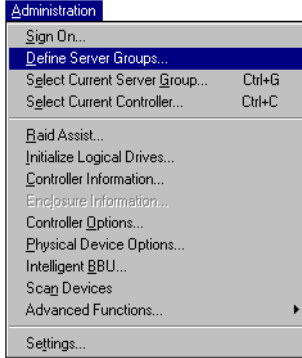 Administration
Sign On...
Define Server Groups...
Select Current Server Group... Ctrl+G
Select Current Controller... Ctrl+C
Raid Assist...
Initialize Logical Drives...
Controller Information...
Enclosure Information...
Controller Options...
Physical Device Options...
Intelligent BBU...
Scan Devices
Advanced Functions...
Settings...